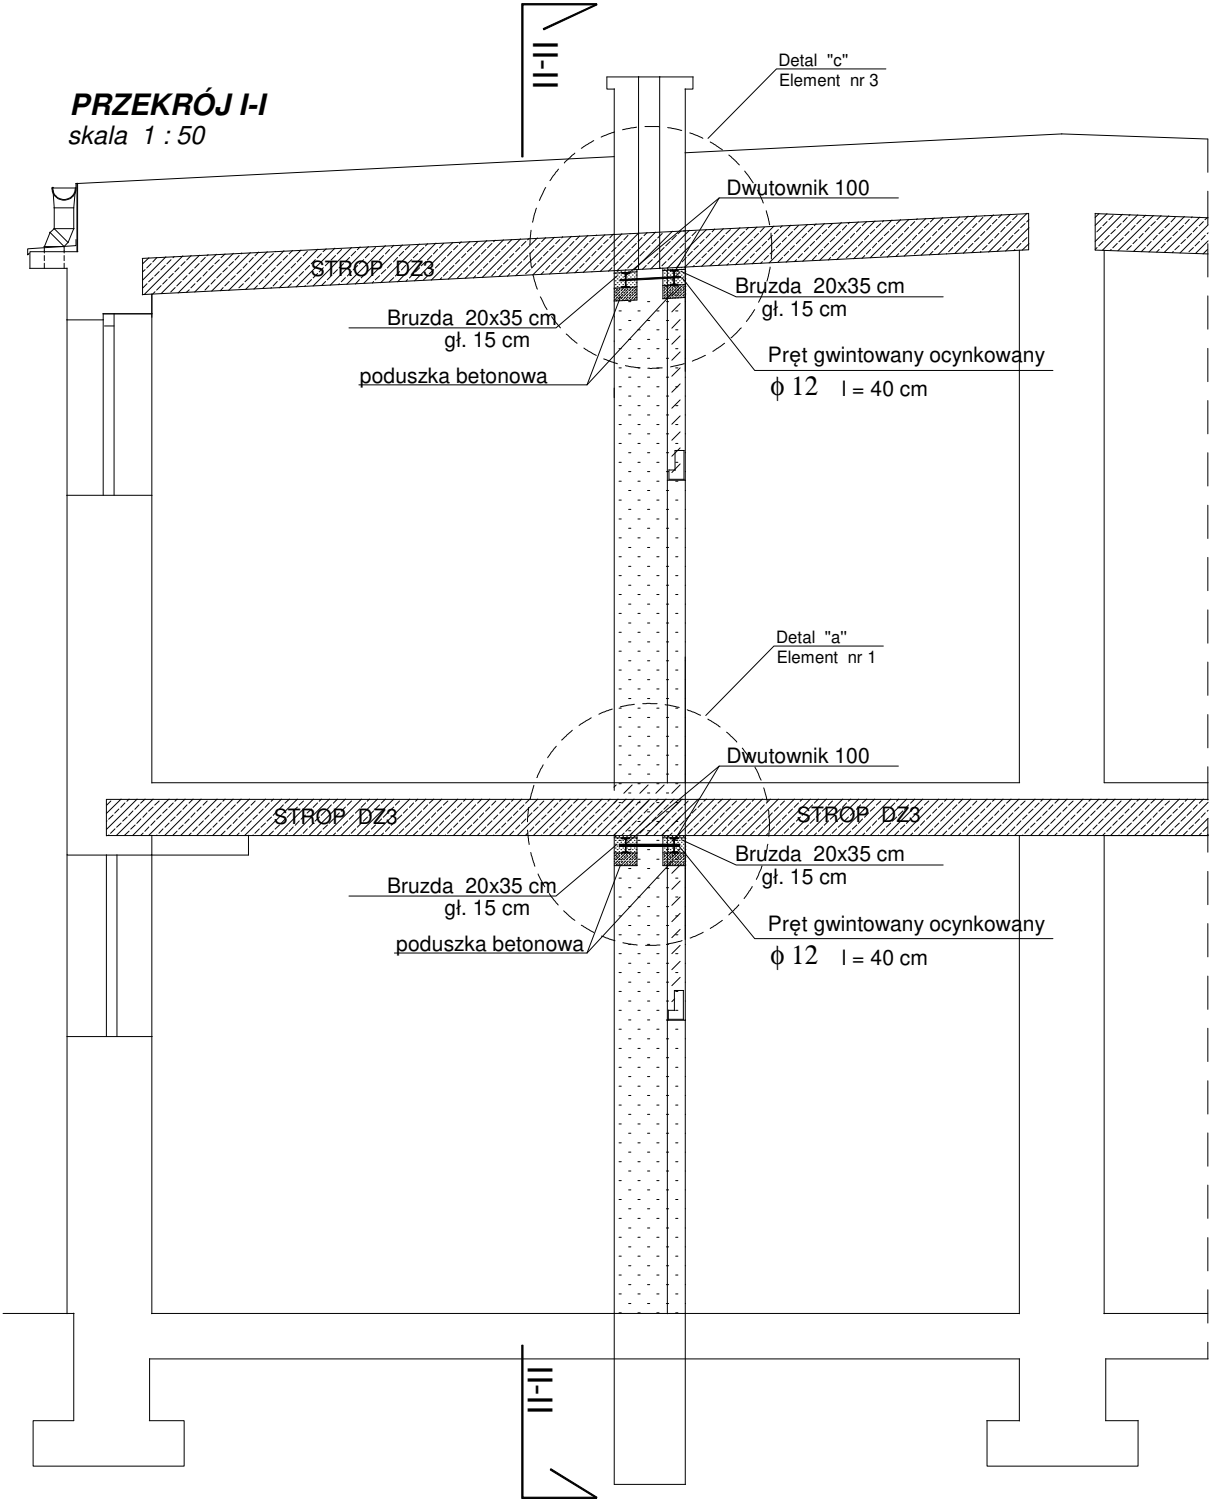 II-II
Detal "c"
Element nr 3
PRZEKRÓJ I-I
skala 1 : 50
Dwutownik 100
STROP DZ3
Bruzda 20x35 cm
gł. 15 cm
Bruzda 20x35 cm
gł. 15 cm
Pręt gwintowany ocynkowany
ϕ 12 l = 40 cm
poduszka betonowa
Detal "a"
Element nr 1
Dwutownik 100
STROP DZ3
STROP DZ3
Bruzda 20x35 cm
gł. 15 cm
Bruzda 20x35 cm
gł. 15 cm
Pręt gwintowany ocynkowany
ϕ 12 l = 40 cm
poduszka betonowa
II-II